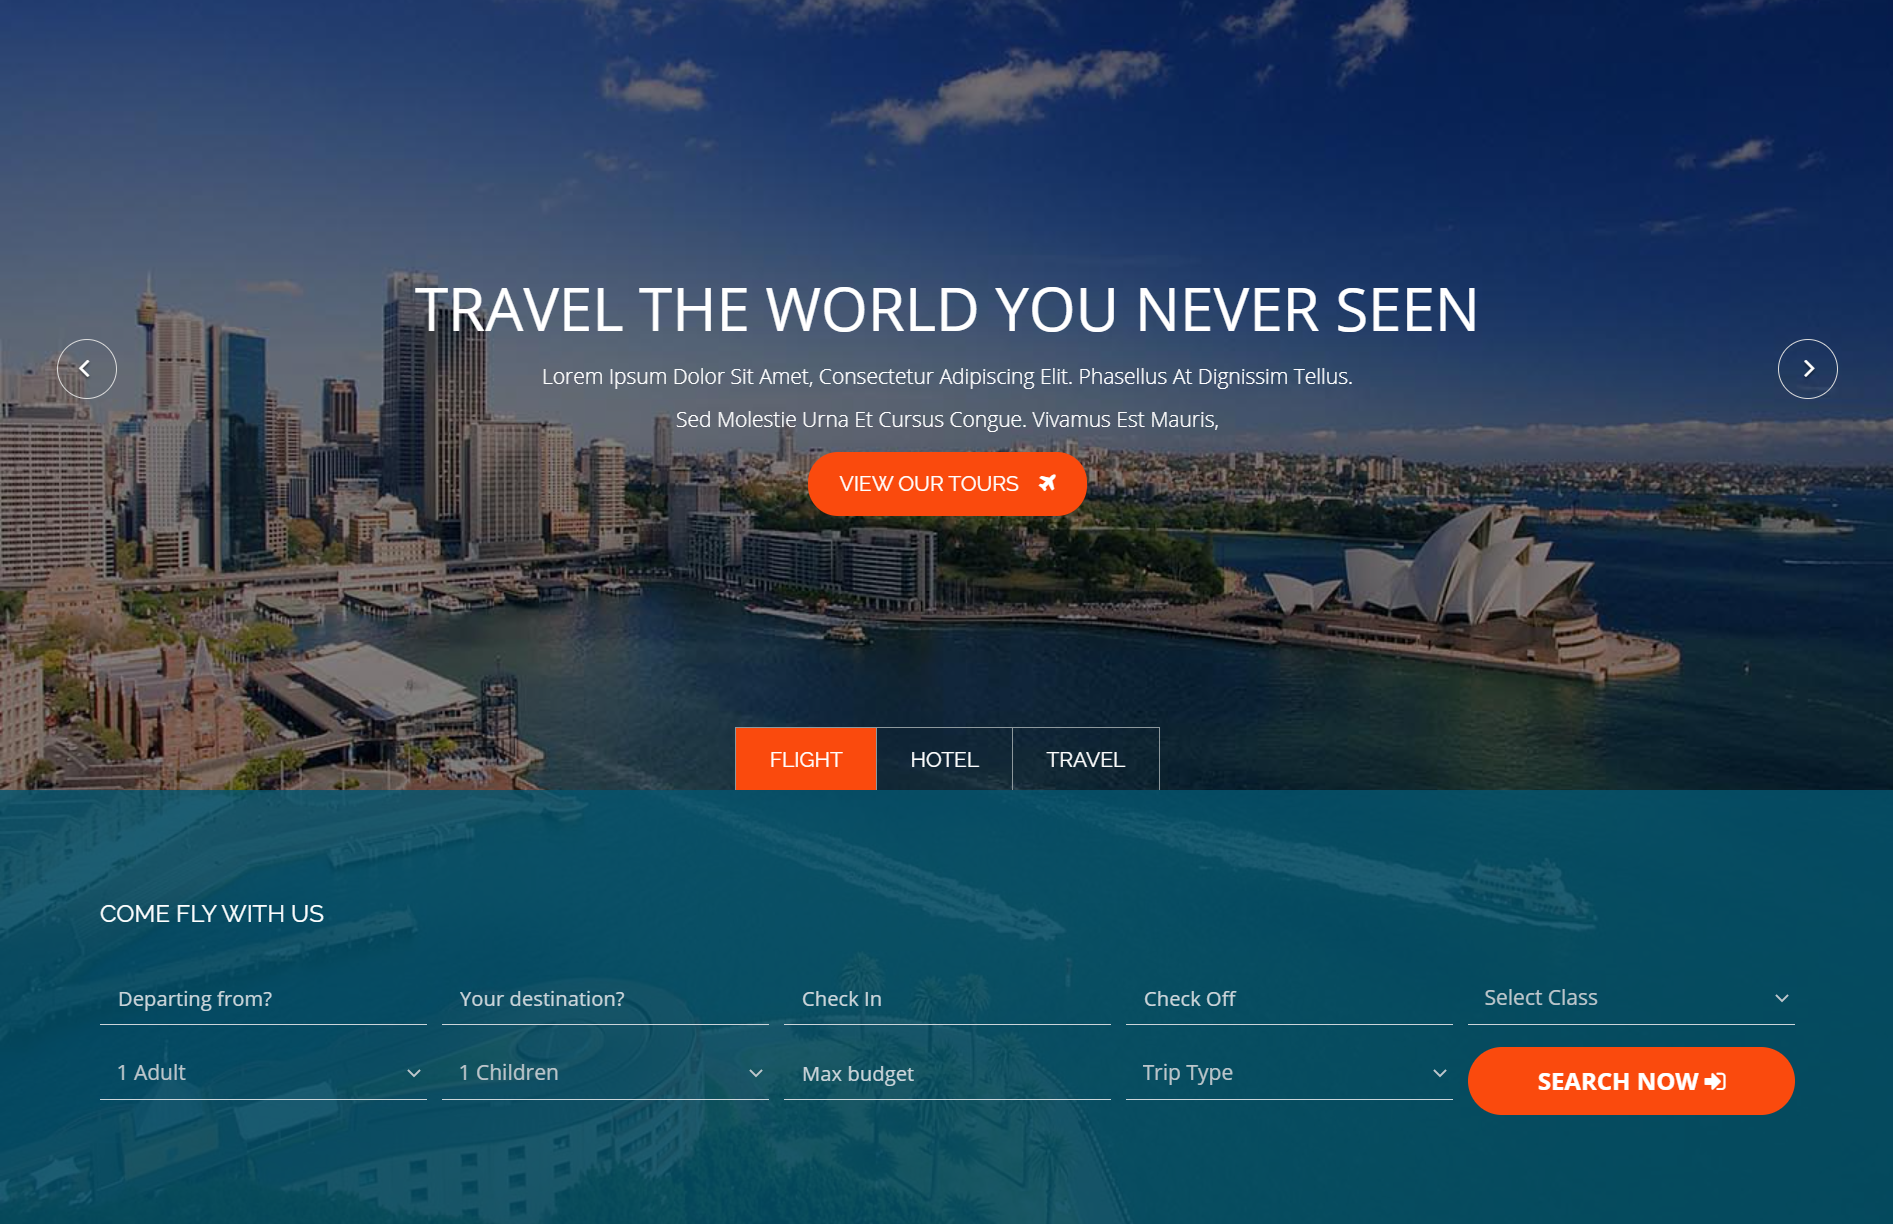 TRAVEL THE WORLD YOU NEVER SEEN
Lorem Ipsum Dolor Sit Amet, Consectetur Adipiscing Elit. Phasellus At Dignissim Tellus.
Sed Molestie Urna Et Cursus Congue. Vivamus Est Mauris,
VIEW OUR TOURS
FLIGHT HOTEL TRAVEL
COME FLY WITH US
Departing from? Your destination? Check In Check Off Select Class
1 Adult 1 Children Max budget Trip Type SEARCH NOW